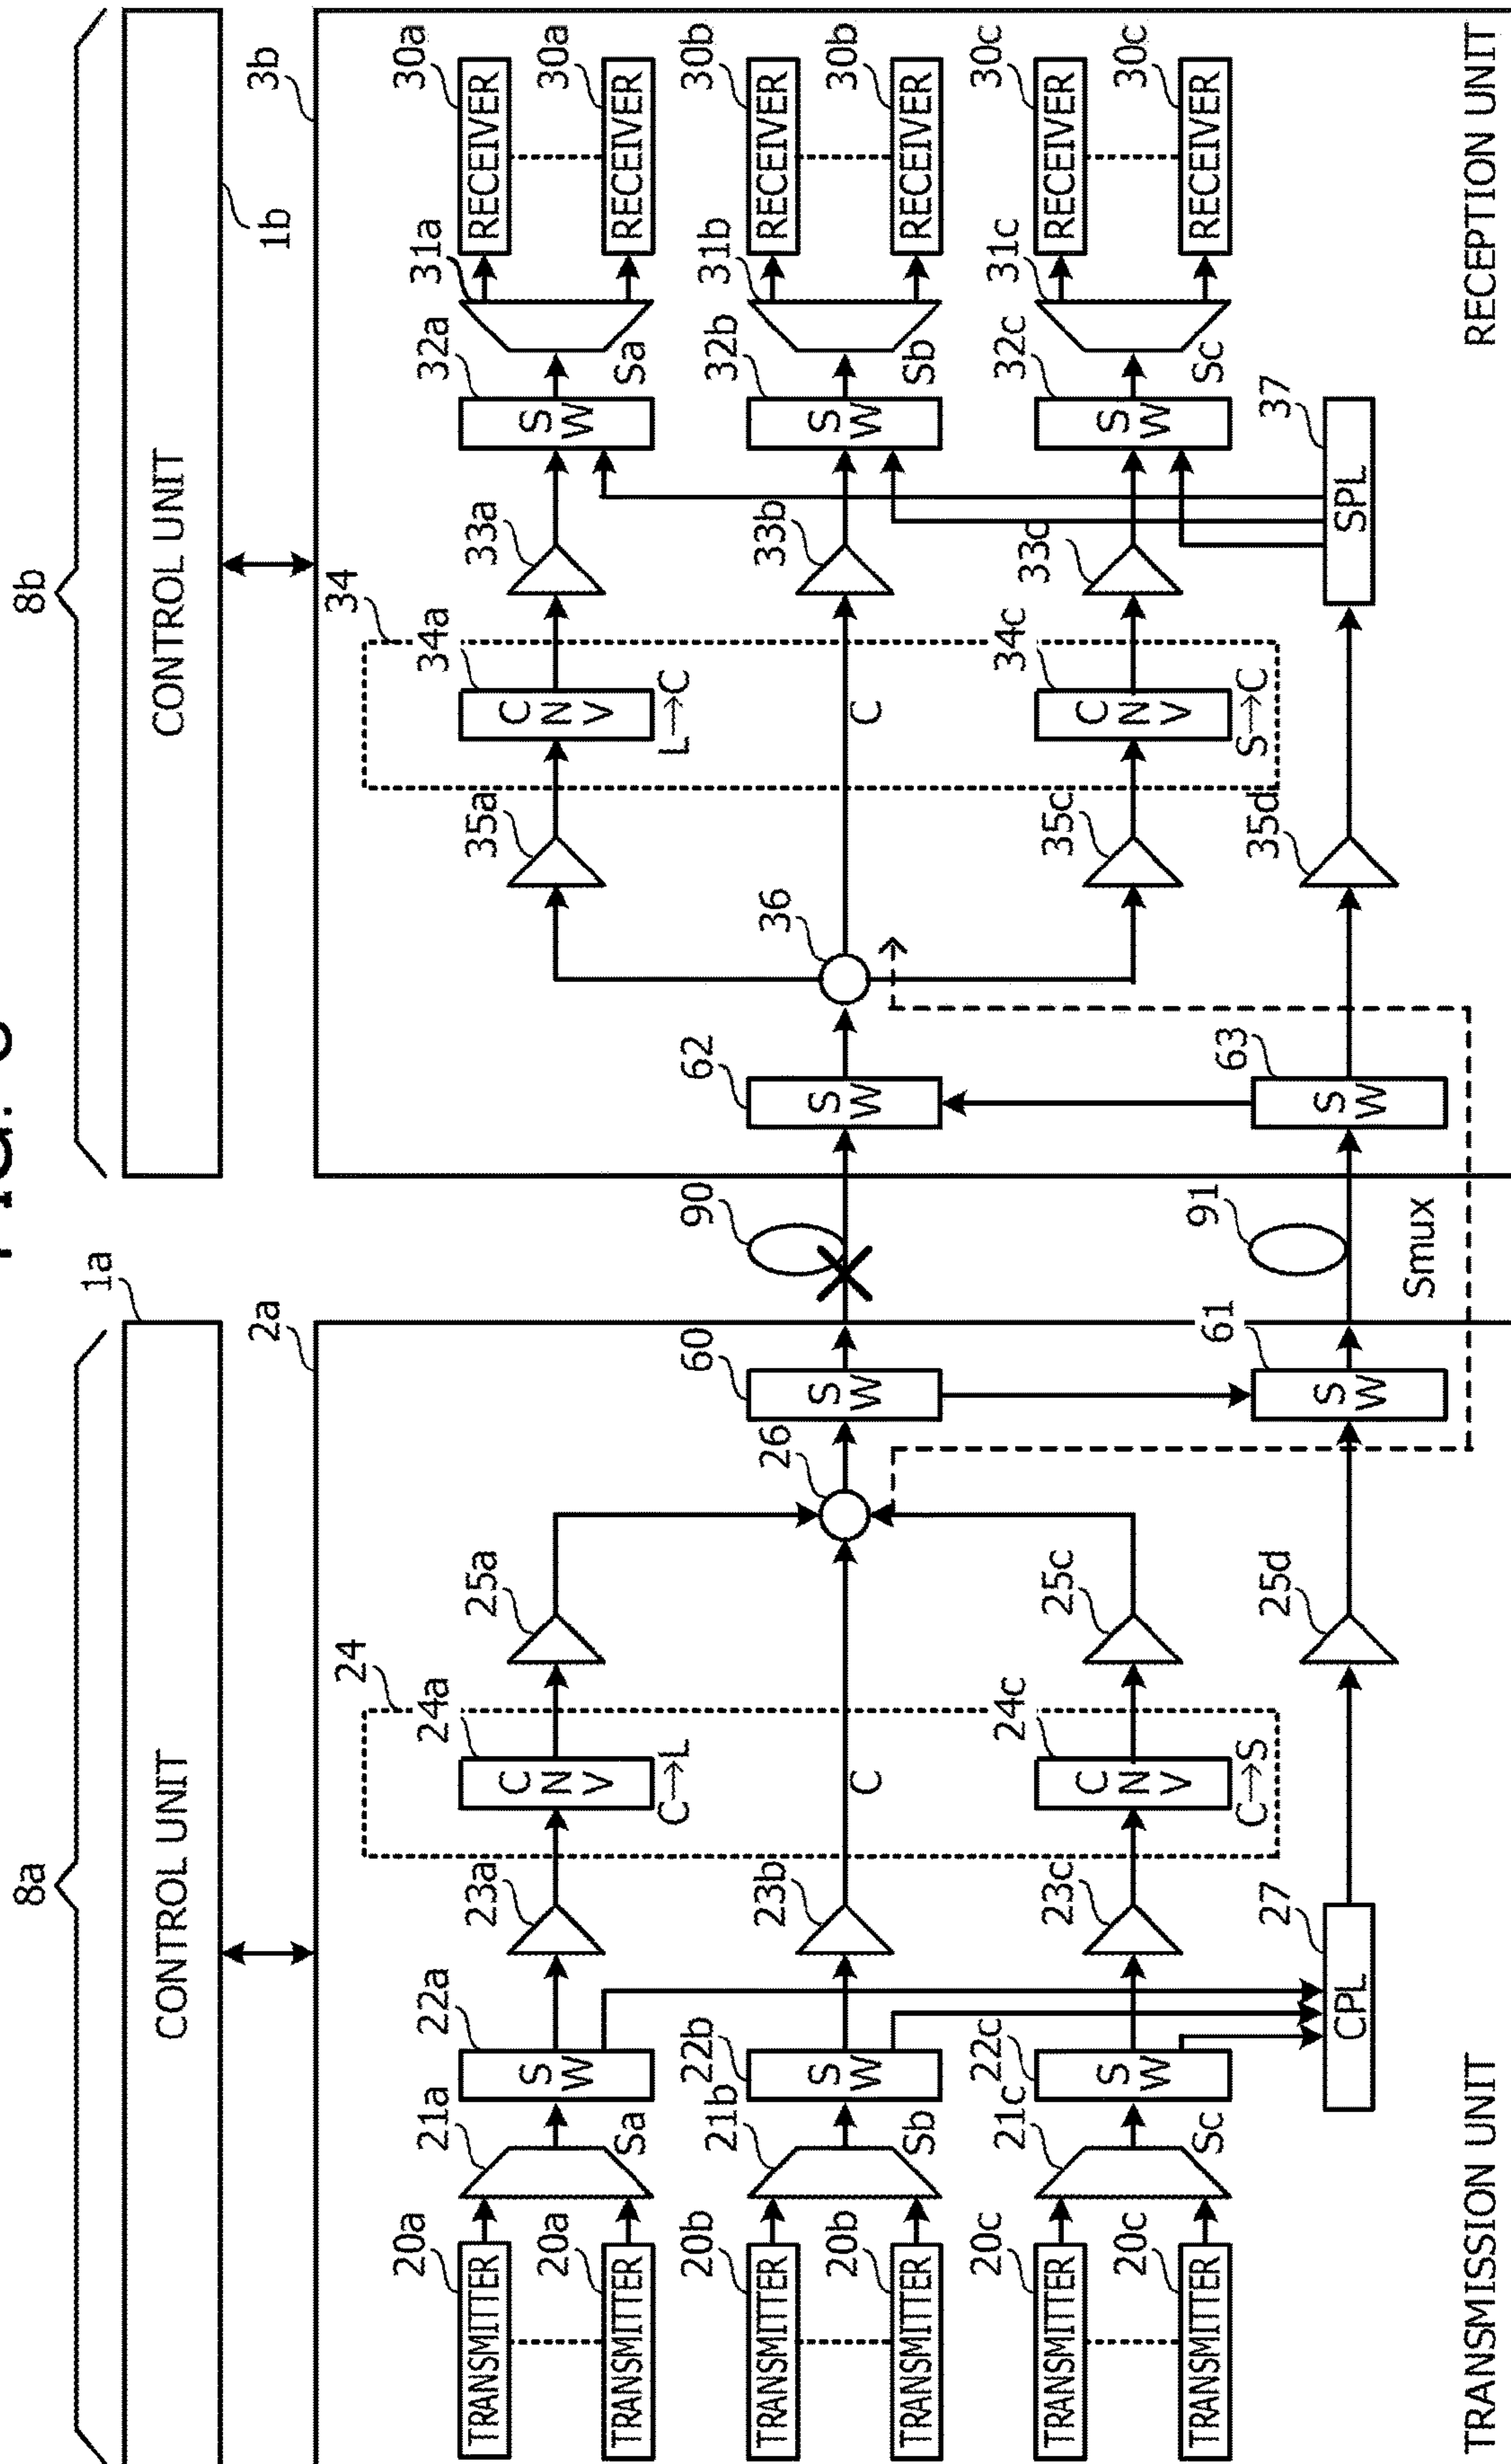 FIG.
8a
8b
1a
CONTROL UNIT
CONTROL UNIT
1b
2a
3b
20a
TRANSMITTER
20a
TRANSMITTER
21a
Sa
22a
SW
23a
24
24a
CNV
C→L
25a
35a
34
34a
CNV
L→C
33a
32a
SW
Sa
31a
30a
RECEIVER
30a
RECEIVER
20b
TRANSMITTER
20b
TRANSMITTER
21b
Sb
22b
SW
23b
C
26
60
SW
90
62
SW
36
C
33b
32b
SW
Sb
31b
30b
RECEIVER
30b
RECEIVER
20c
TRANSMITTER
20c
TRANSMITTER
21c
Sc
22c
SW
23c
24c
CNV
C→S
25c
35c
34c
CNV
S→C
33c
32c
SW
Sc
31c
30c
RECEIVER
30c
RECEIVER
27
CPL
25d
61
SW
91
63
SW
35d
37
SPL
Smux
TRANSMISSION UNIT
RECEPTION UNIT